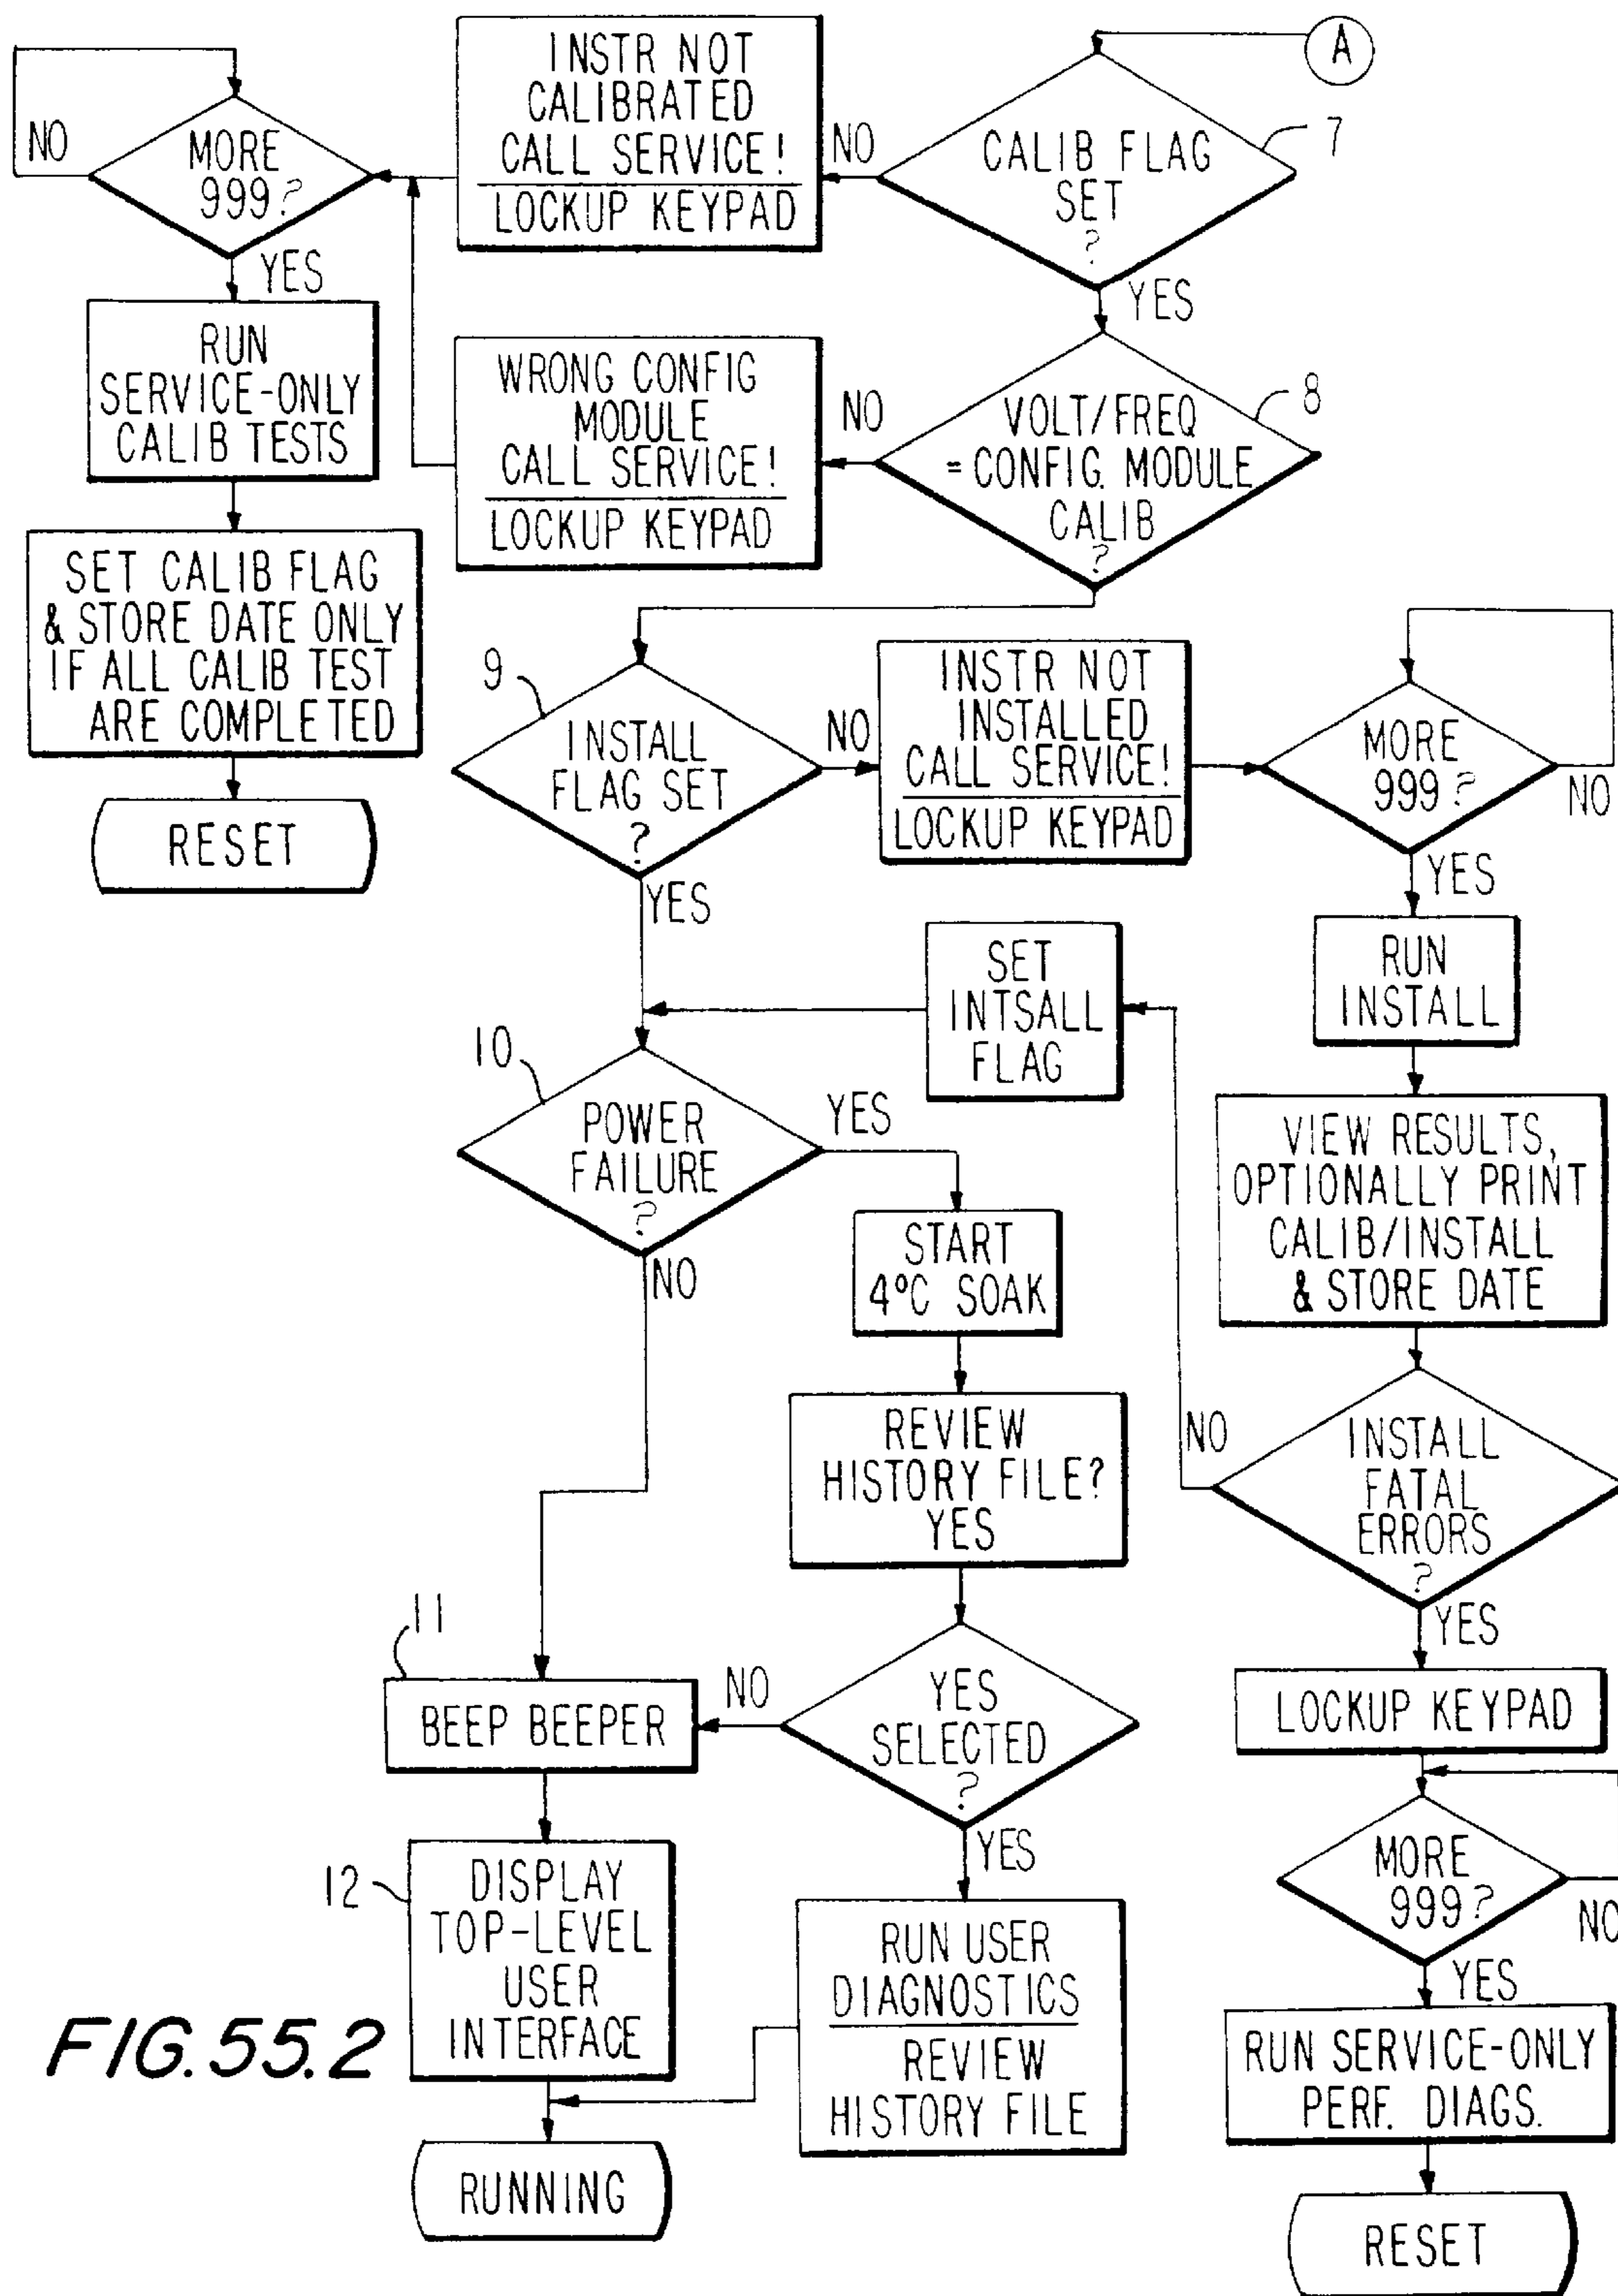 A
INSTR NOT
CALIBRATED
CALL SERVICE!
LOCKUP KEYPAD
NO
CALIB FLAG
SET
?
7
YES
NO
MORE
999?
YES
RUN
SERVICE-ONLY
CALIB TESTS
SET CALIB FLAG
& STORE DATE ONLY
IF ALL CALIB TEST
ARE COMPLETED
RESET
WRONG CONFIG
MODULE
CALL SERVICE!
LOCKUP KEYPAD
NO
VOLT/FREQ
= CONFIG. MODULE
CALIB
?
8
9
INSTALL
FLAG SET
?
NO
YES
INSTR NOT
INSTALLED
CALL SERVICE!
LOCKUP KEYPAD
MORE
999?
NO
YES
RUN
INSTALL
SET
INTSALL
FLAG
VIEW RESULTS,
OPTIONALLY PRINT
CALIB/INSTALL
& STORE DATE
10
POWER
FAILURE
?
YES
NO
START
4°C SOAK
REVIEW
HISTORY FILE?
YES
NO
INSTALL
FATAL
ERRORS
?
YES
11
BEEP BEEPER
NO
YES
SELECTED
?
YES
LOCKUP KEYPAD
MORE
999?
NO
YES
12
DISPLAY
TOP-LEVEL
USER
INTERFACE
RUN USER
DIAGNOSTICS
REVIEW
HISTORY FILE
RUN SERVICE-ONLY
PERF. DIAGS.
RUNNING
RESET
FIG.55.2